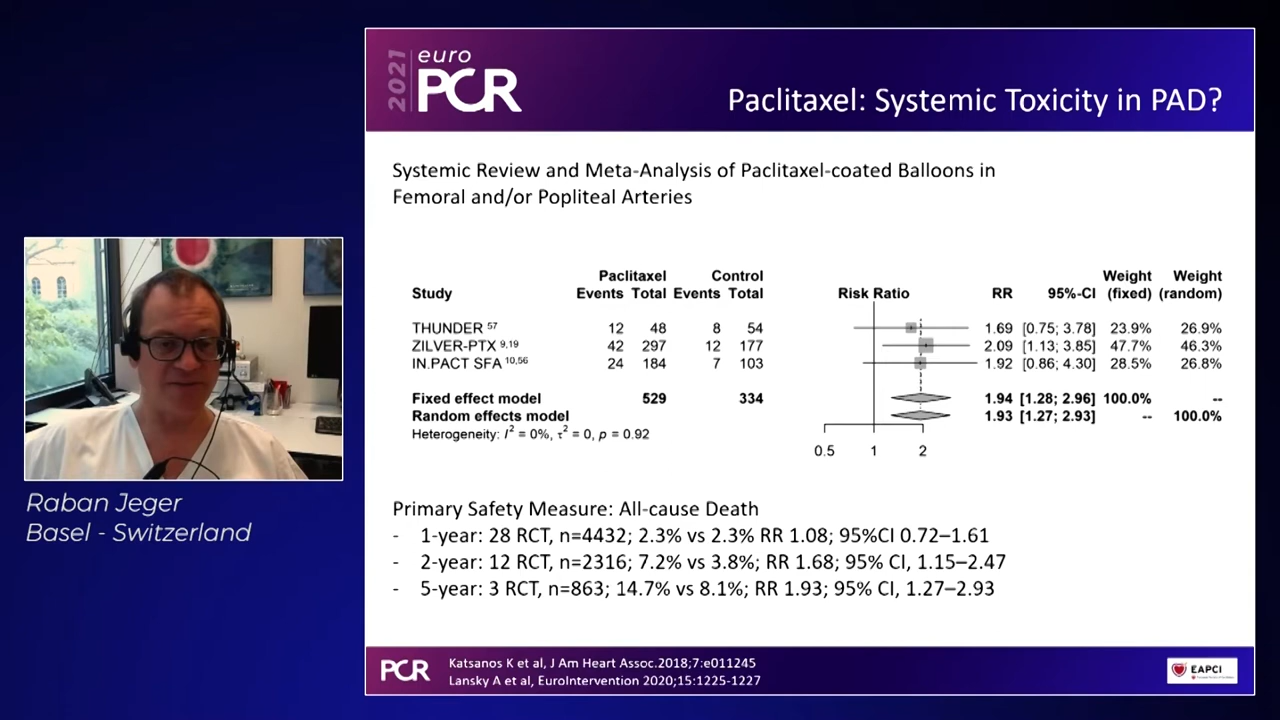 2021
euro
PCR
Paclitaxel: Systemic Toxicity in PAD?
Systemic Review and Meta-Analysis of Paclitaxel-coated Balloons in
Femoral and/or Popliteal Arteries
Paclitaxel Control Weight Weight
Study Events Total Events Total Risk Ratio RR 95%-CI (fixed) (random)
THUNDER 57 12 48 8 54 1.69 [0.75; 3.78] 23.9% 26.9%
ZILVER-PTX 9,19 42 297 12 177 2.09 [1.13; 3.85] 47.7% 46.3%
IN.PACT SFA 10,56 24 184 7 103 1.92 [0.86; 4.30] 28.5% 26.8%
Fixed effect model 529 334 1.94 [1.28; 2.96] 100.0% --
Random effects model 1.93 [1.27; 2.93] -- 100.0%
Heterogeneity: I² = 0%, τ² = 0, p = 0.92
0.5 1 2
Primary Safety Measure: All-cause Death
- 1-year: 28 RCT, n=4432; 2.3% vs 2.3% RR 1.08; 95%CI 0.72–1.61
- 2-year: 12 RCT, n=2316; 7.2% vs 3.8%; RR 1.68; 95% CI, 1.15–2.47
- 5-year: 3 RCT, n=863; 14.7% vs 8.1%; RR 1.93; 95% CI, 1.27–2.93
Raban Jeger
Basel - Switzerland
PCR
Katsanos K et al, J Am Heart Assoc.2018;7:e011245
Lansky A et al, EuroIntervention 2020;15:1225-1227
EAPCI